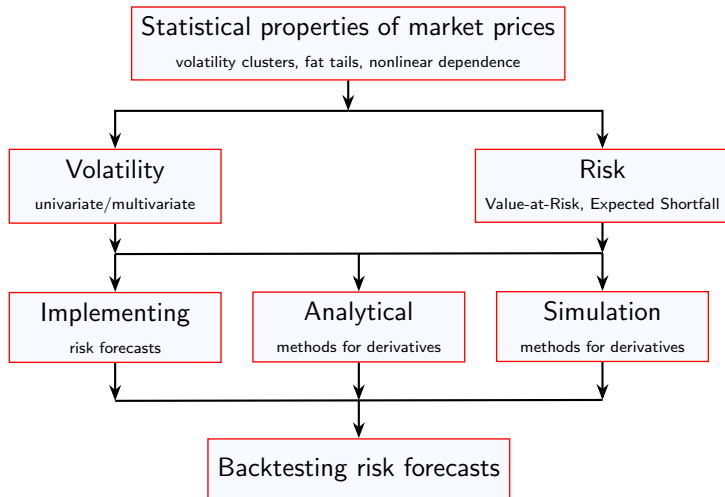 Statistical properties of market prices
volatility clusters, fat tails, nonlinear dependence
Volatility
univariate/multivariate
Risk
Value-at-Risk, Expected Shortfall
Implementing
risk forecasts
Analytical
methods for derivatives
Simulation
methods for derivatives
Backtesting risk forecasts